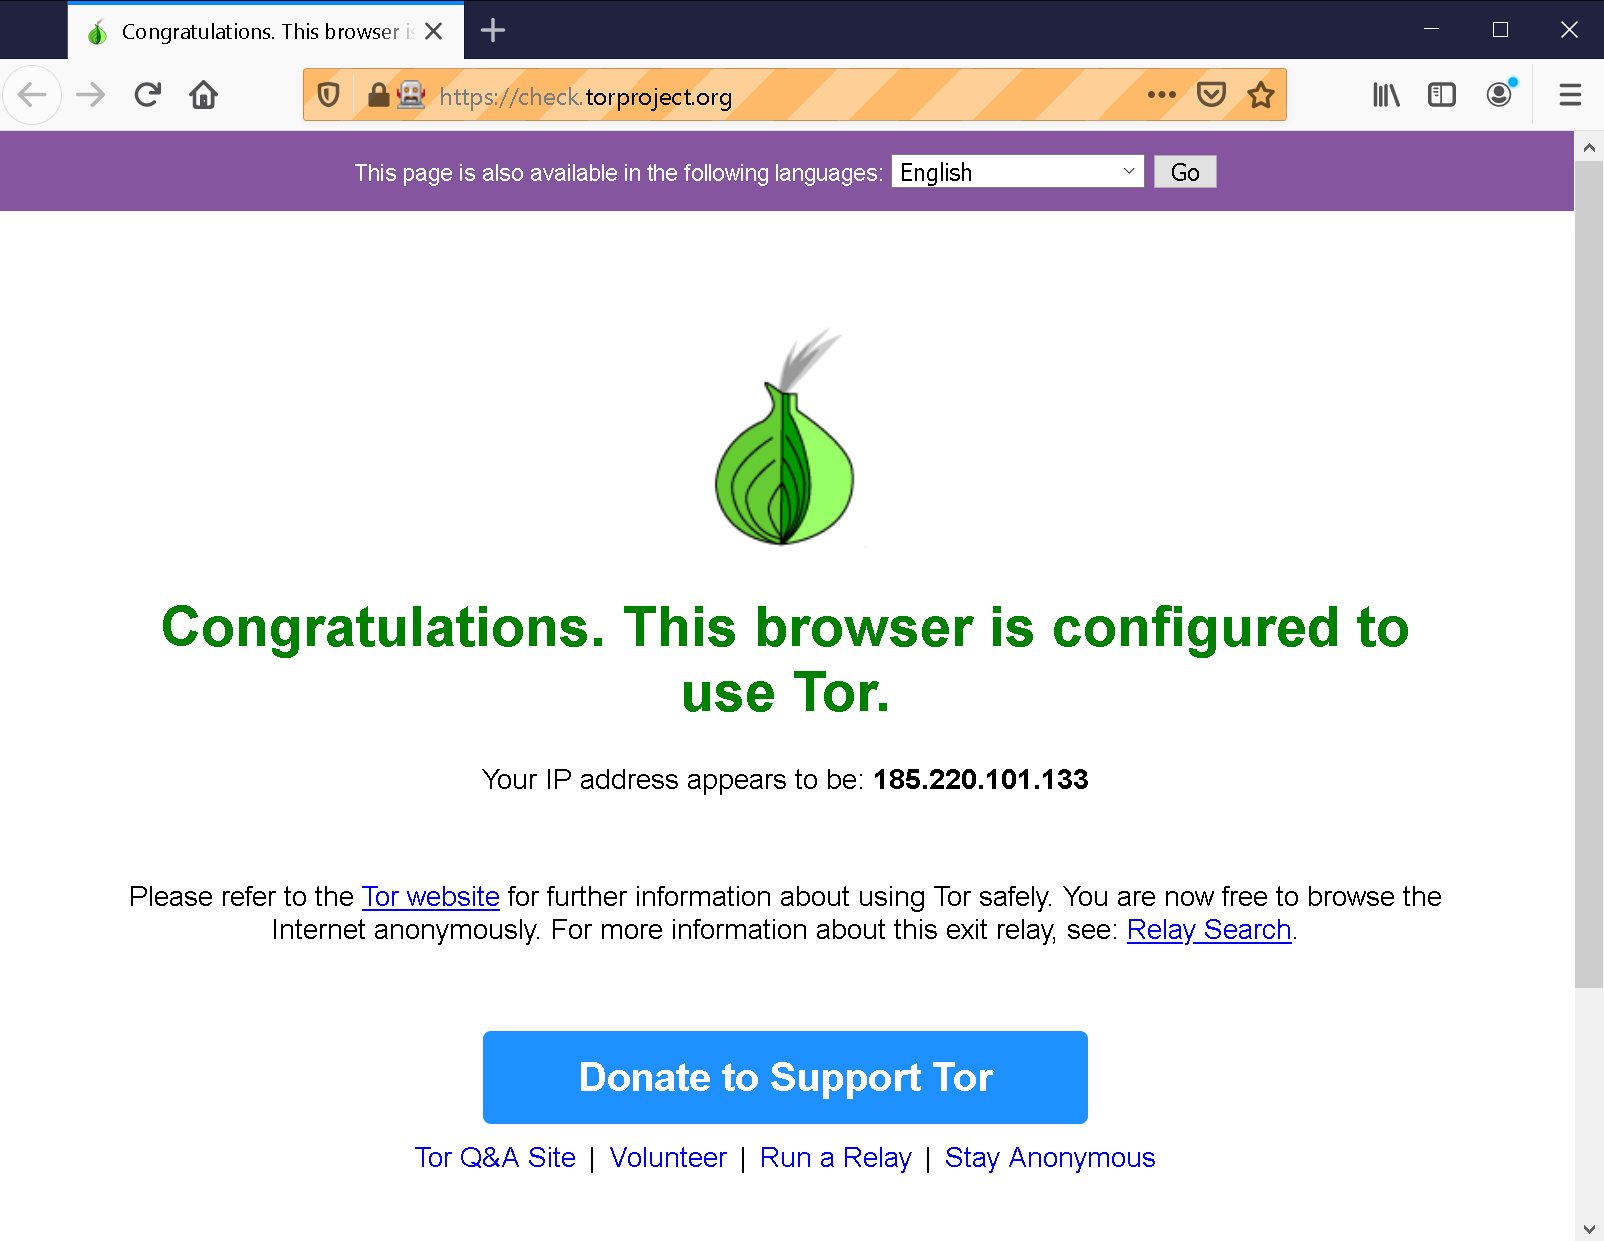 Congratulations. This browser is
https://check.torproject.org
This page is also available in the following languages: English Go
Congratulations. This browser is configured to
use Tor.
Your IP address appears to be: 185.220.101.133
Please refer to the Tor website for further information about using Tor safely. You are now free to browse the
Internet anonymously. For more information about this exit relay, see: Relay Search.
Donate to Support Tor
Tor Q&A Site | Volunteer | Run a Relay | Stay Anonymous